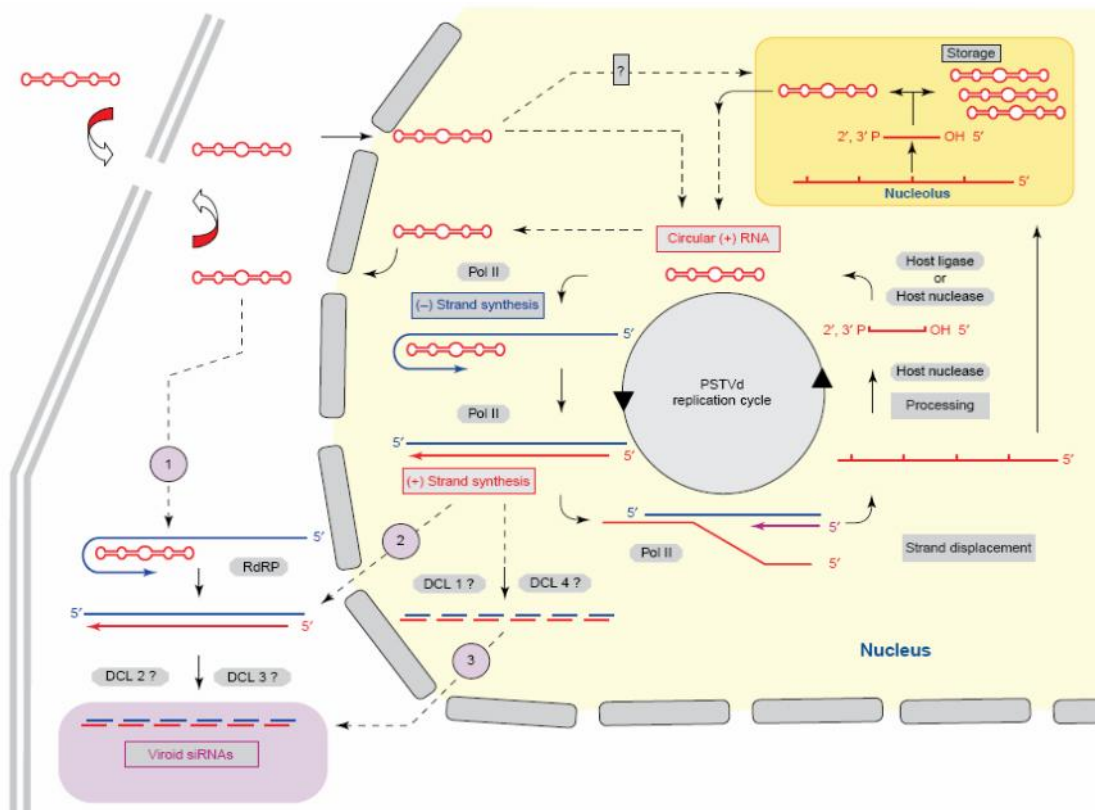 Storage
?
2', 3' P
OH 5'
5'
Nucleolus
Circular (+) RNA
Pol II
(–) Strand synthesis
5'
Host ligase
or
Host nuclease
2', 3' P
OH 5'
PSTVd
replication cycle
Host nuclease
Processing
Pol II
5'
5'
(+) Strand synthesis
5'
1
5'
5'
2
Pol II
5'
Strand displacement
5'
RdRP
DCL 1 ?
DCL 4 ?
5'
5'
3
Nucleus
DCL 2 ?
DCL 3 ?
Viroid siRNAs